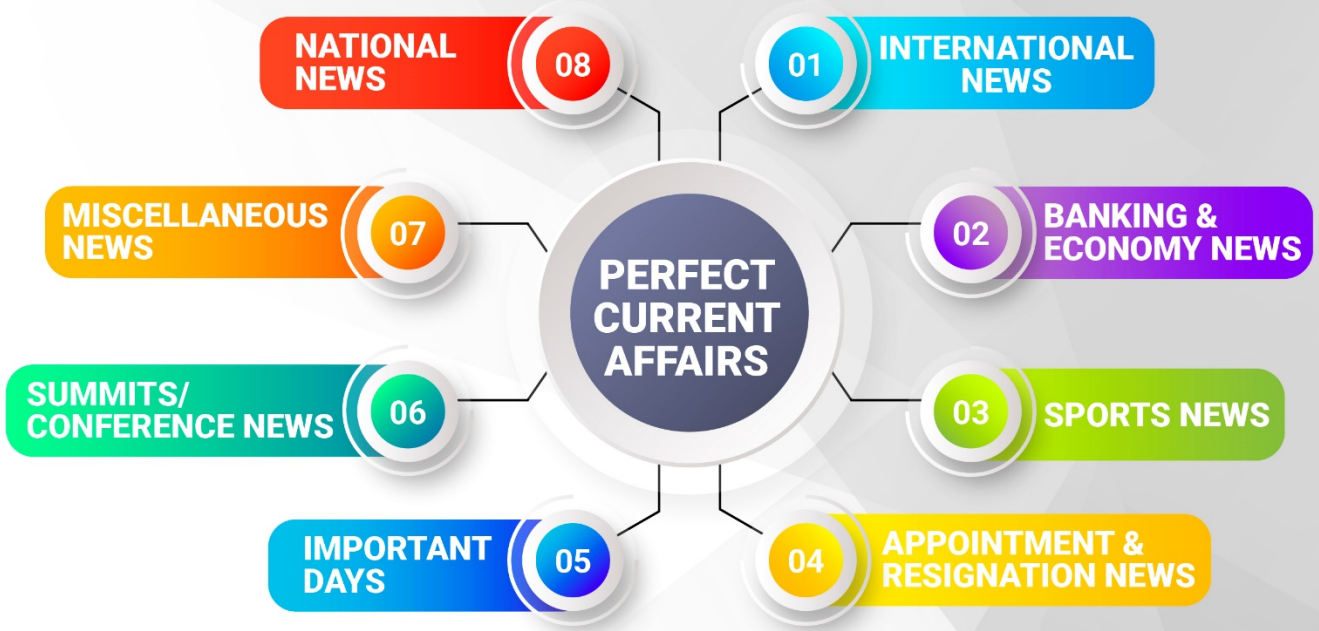 PERFECT
CURRENT
AFFAIRS
01
INTERNATIONAL
NEWS
02
BANKING &
ECONOMY NEWS
03
SPORTS NEWS
04
APPOINTMENT &
RESIGNATION NEWS
05
IMPORTANT
DAYS
06
SUMMITS/
CONFERENCE NEWS
07
MISCELLANEOUS
NEWS
08
NATIONAL
NEWS